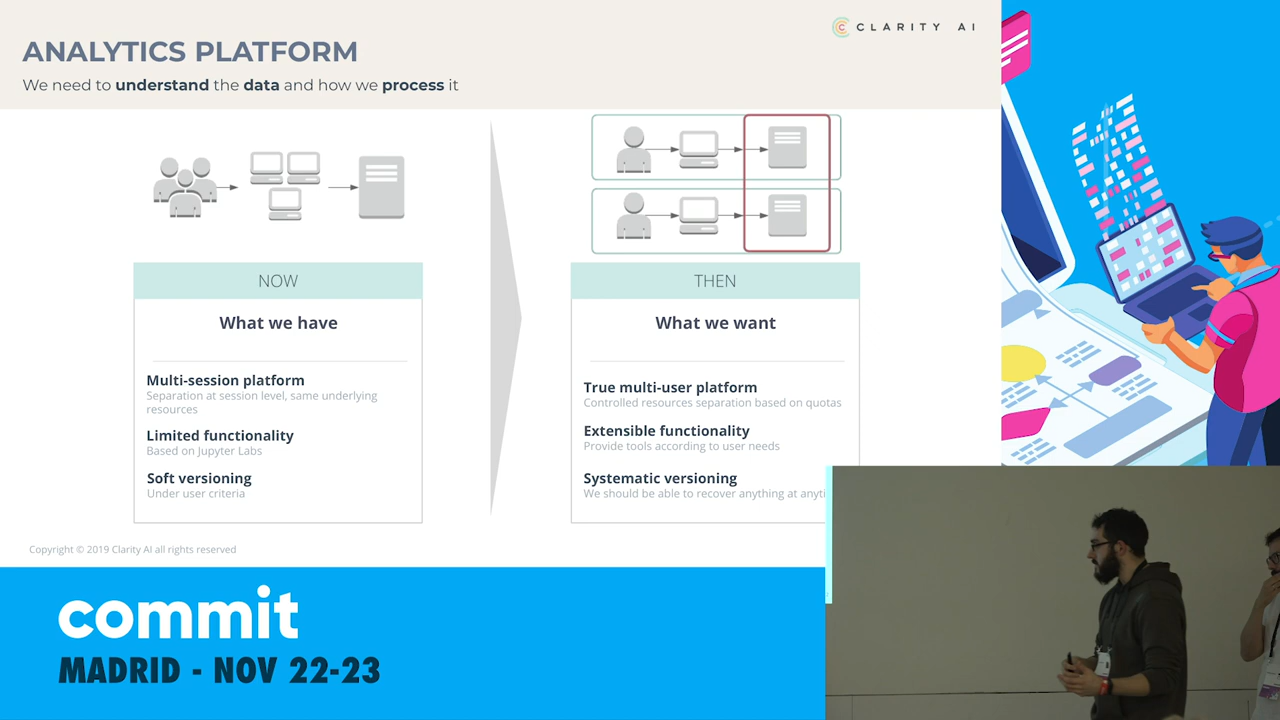 CLARITY AI
ANALYTICS PLATFORM
We need to understand the data and how we process it
NOW
What we have
Multi-session platform
Separation at session level, same underlying
resources
Limited functionality
Based on Jupyter Labs
Soft versioning
Under user criteria
THEN
What we want
True multi-user platform
Controlled resources separation based on quotas
Extensible functionality
Provide tools according to user needs
Systematic versioning
We should be able to recover anything at anyti
Copyright © 2019 Clarity AI all rights reserved
commit
MADRID - NOV 22-23